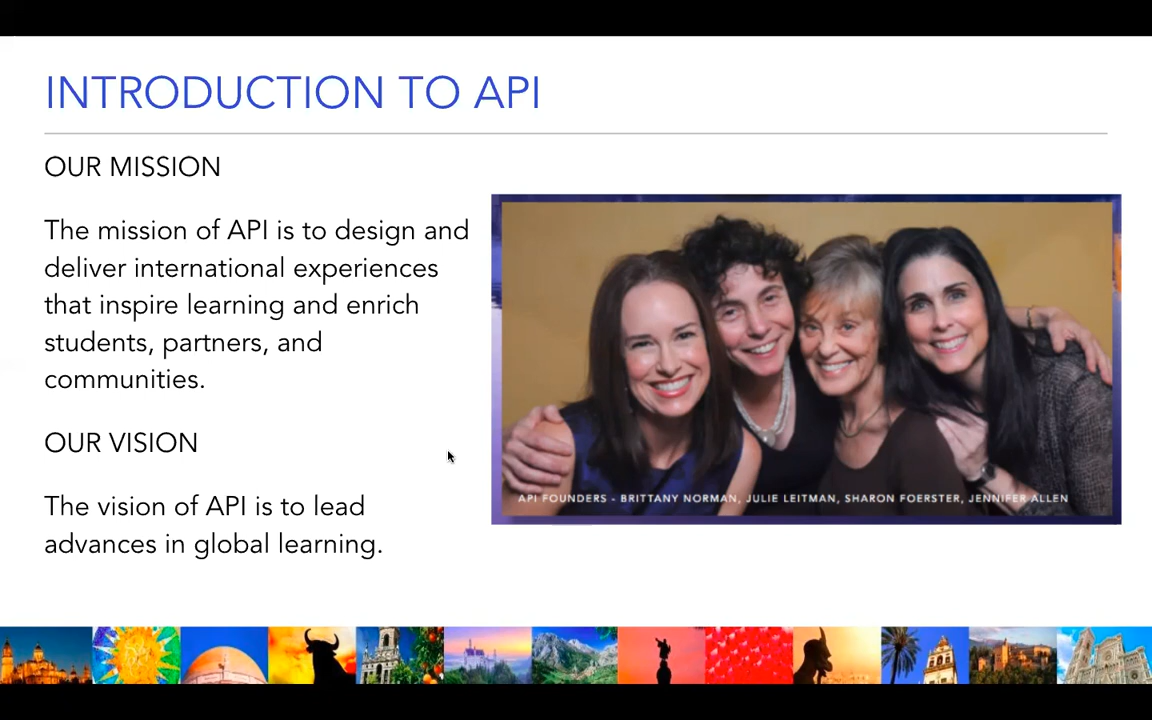 INTRODUCTION TO API
OUR MISSION
The mission of API is to design and
deliver international experiences
that inspire learning and enrich
students, partners, and
communities.
OUR VISION
The vision of API is to lead
advances in global learning.
API FOUNDERS - BRITTANY NORMAN, JULIE LEITMAN, SHARON FOERSTER, JENNIFER ALLEN